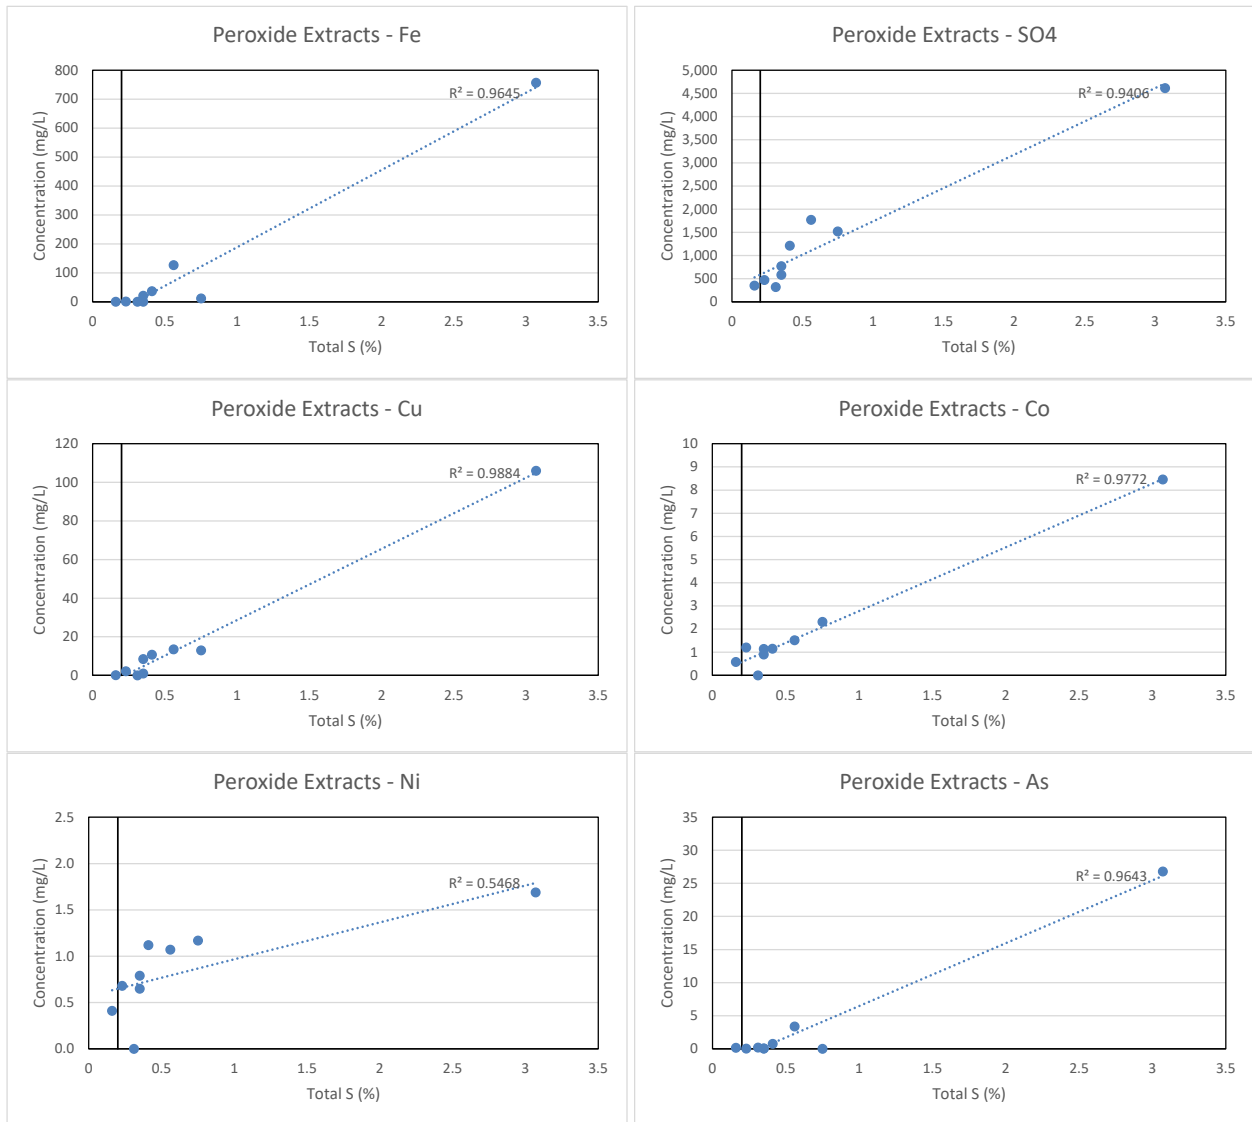 Peroxide Extracts - Fe
800
700
600
500
400
300
200
100
0
Concentration (mg/L)
R² = 0.9645
0 0.5 1 1.5 2 2.5 3 3.5
Total S (%)
Peroxide Extracts - SO4
5,000
4,500
4,000
3,500
3,000
2,500
2,000
1,500
1,000
500
0
Concentration (mg/L)
R² = 0.9406
0 0.5 1 1.5 2 2.5 3 3.5
Total S (%)
Peroxide Extracts - Cu
120
100
80
60
40
20
0
Concentration (mg/L)
R² = 0.9884
0 0.5 1 1.5 2 2.5 3 3.5
Total S (%)
Peroxide Extracts - Co
10
9
8
7
6
5
4
3
2
1
0
Concentration (mg/L)
R² = 0.9772
0 0.5 1 1.5 2 2.5 3 3.5
Total S (%)
Peroxide Extracts - Ni
2.5
2.0
1.5
1.0
0.5
0.0
Concentration (mg/L)
R² = 0.5468
0 0.5 1 1.5 2 2.5 3 3.5
Total S (%)
Peroxide Extracts - As
35
30
25
20
15
10
5
0
Concentration (mg/L)
R² = 0.9643
0 0.5 1 1.5 2 2.5 3 3.5
Total S (%)